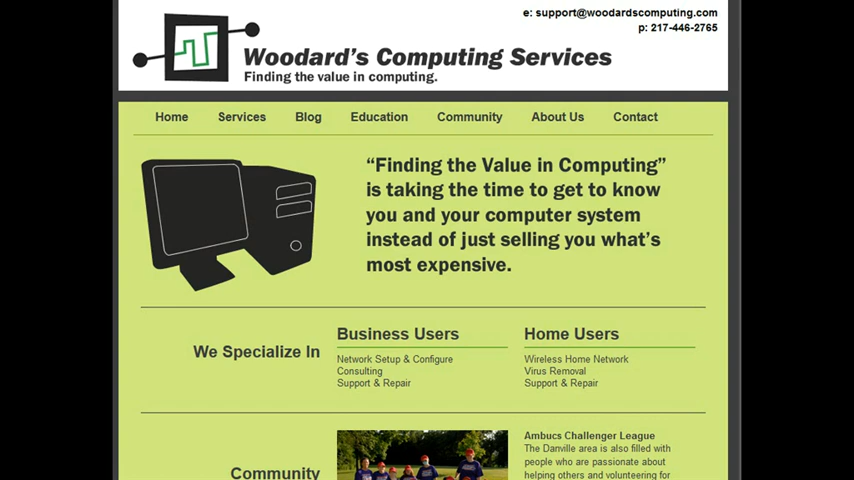 e: support@woodardscomputing.com
p: 217-446-2765
Woodard's Computing Services
Finding the value in computing.
Home Services Blog Education Community About Us Contact
“Finding the Value in Computing”
is taking the time to get to know
you and your computer system
instead of just selling you what's
most expensive.
We Specialize In
Business Users
Network Setup & Configure
Consulting
Support & Repair
Home Users
Wireless Home Network
Virus Removal
Support & Repair
Community
Ambucs Challenger League
The Danville area is also filled with
people who are passionate about
helping others and volunteering for